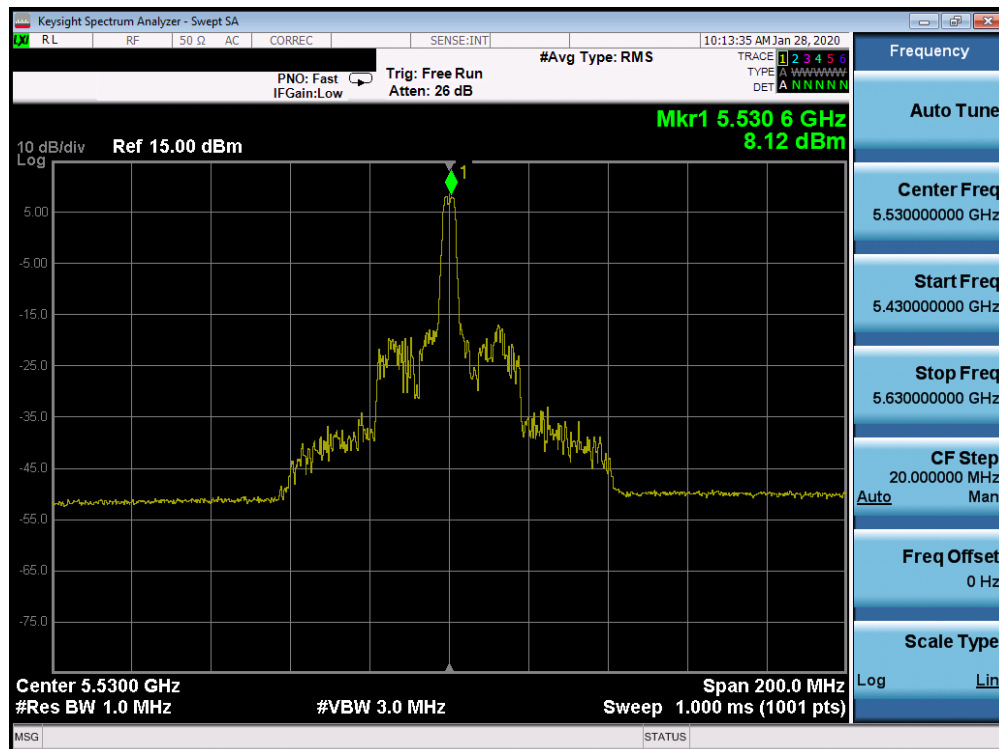 Keysight Spectrum Analyzer - Swept SA
LXI RL RF 50 Ω AC CORREC SENSE:INT 10:13:35 AM Jan 28, 2020
#Avg Type: RMS
TRACE 1 2 3 4 5 6
PNO: Fast Trig: Free Run
TYPE A WWWWW
IFGain:Low Atten: 26 dB
DET A N N N N N
Mkr1 5.530 6 GHz
8.12 dBm
10 dB/div Ref 15.00 dBm
Log
1
5.00
-5.00
-15.0
-25.0
-35.0
-45.0
-55.0
-65.0
-75.0
Center 5.5300 GHz Span 200.0 MHz
#Res BW 1.0 MHz #VBW 3.0 MHz Sweep 1.000 ms (1001 pts)
MSG STATUS
Frequency
Auto Tune
Center Freq
5.530000000 GHz
Start Freq
5.430000000 GHz
Stop Freq
5.630000000 GHz
CF Step
20.000000 MHz
Auto Man
Freq Offset
0 Hz
Scale Type
Log Lin